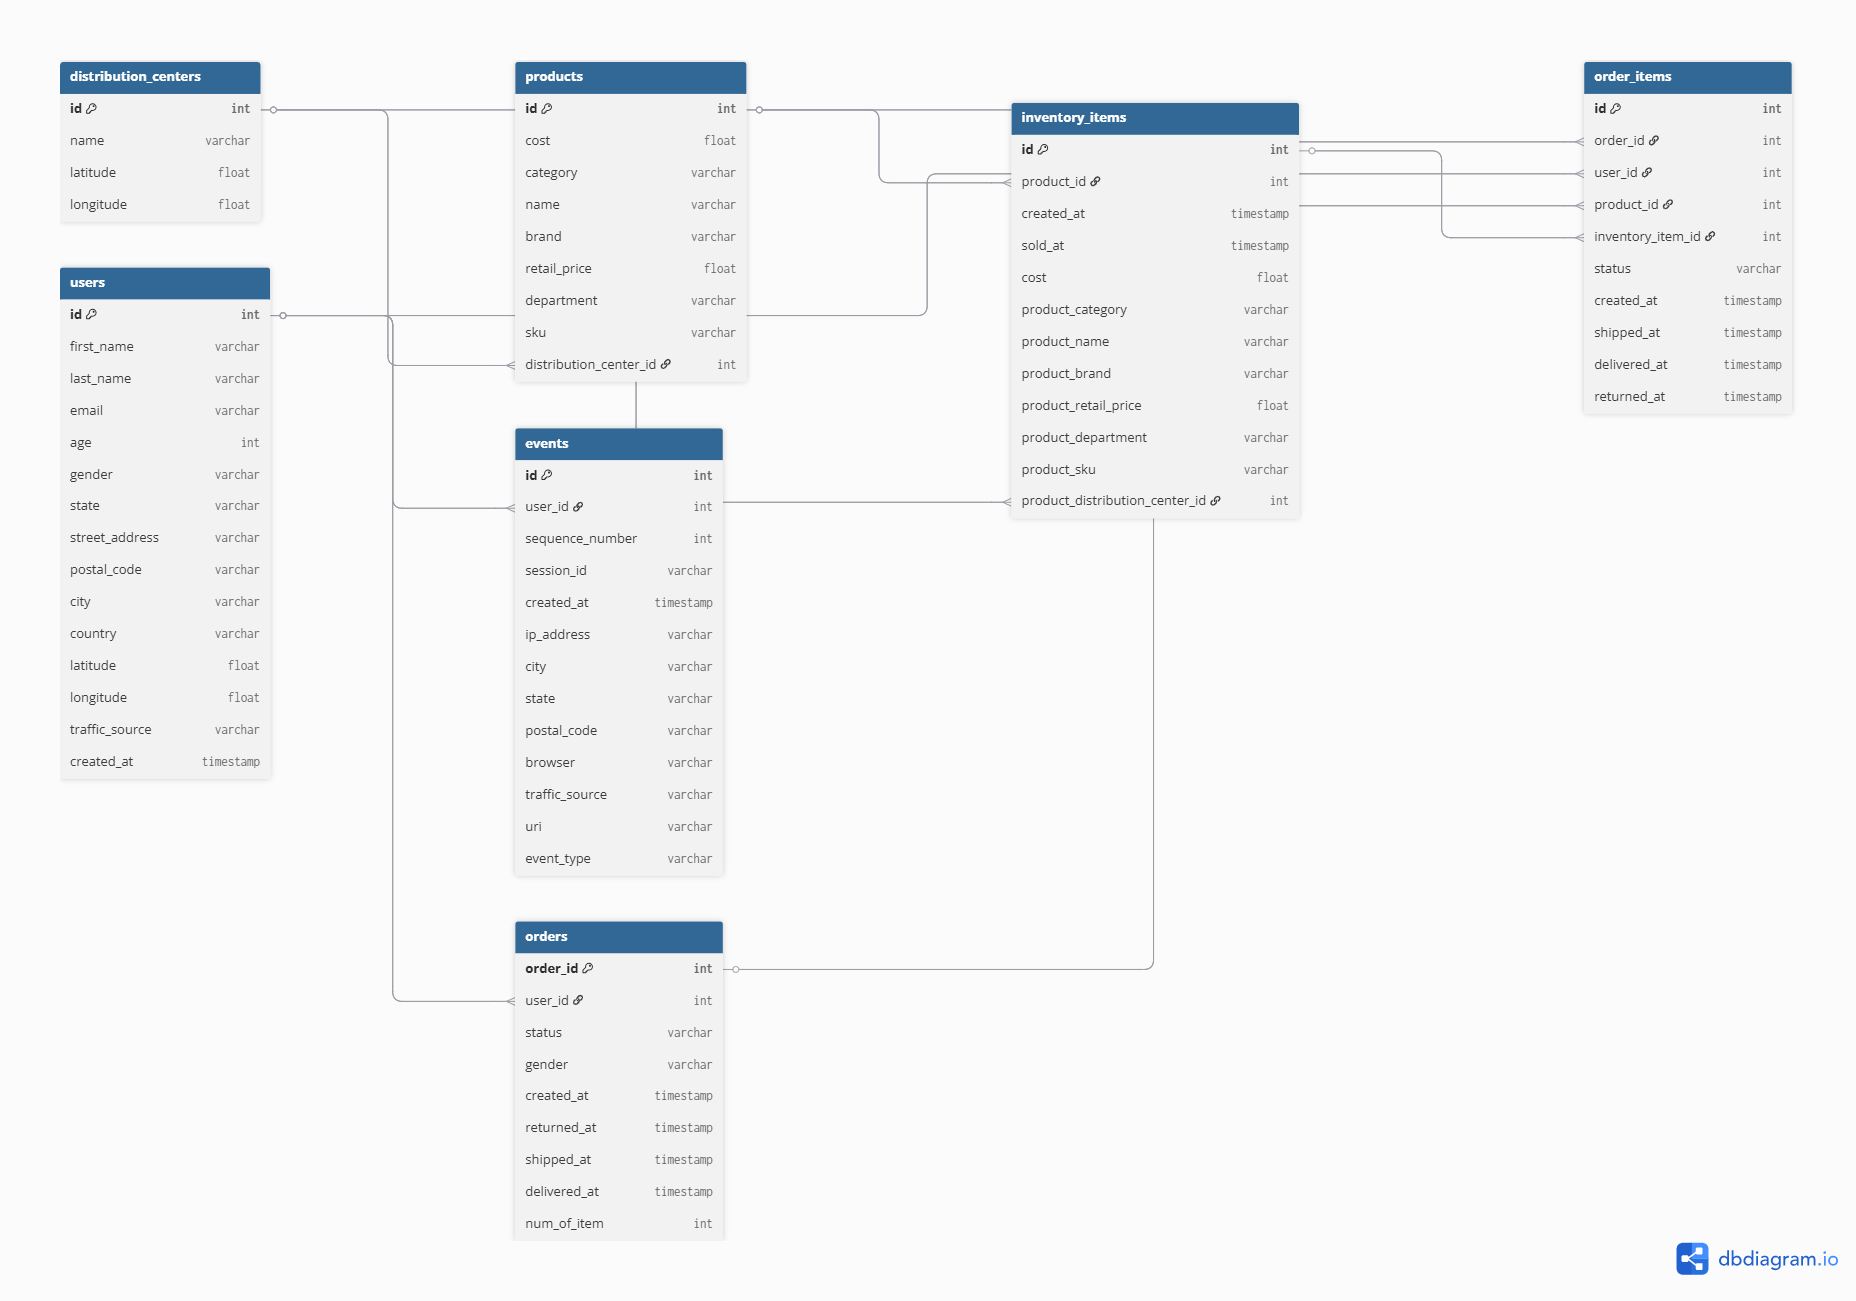 distribution_centers
id int
name varchar
latitude float
longitude float
users
id int
first_name varchar
last_name varchar
email varchar
age int
gender varchar
state varchar
street_address varchar
postal_code varchar
city varchar
country varchar
latitude float
longitude float
traffic_source varchar
created_at timestamp
products
id int
cost float
category varchar
name varchar
brand varchar
retail_price float
department varchar
sku varchar
distribution_center_id int
events
id int
user_id int
sequence_number int
session_id varchar
created_at timestamp
ip_address varchar
city varchar
state varchar
postal_code varchar
browser varchar
traffic_source varchar
uri varchar
event_type varchar
orders
order_id int
user_id int
status varchar
gender varchar
created_at timestamp
returned_at timestamp
shipped_at timestamp
delivered_at timestamp
num_of_item int
inventory_items
id int
product_id int
created_at timestamp
sold_at timestamp
cost float
product_category varchar
product_name varchar
product_brand varchar
product_retail_price float
product_department varchar
product_sku varchar
product_distribution_center_id int
order_items
id int
order_id int
user_id int
product_id int
inventory_item_id int
status varchar
created_at timestamp
shipped_at timestamp
delivered_at timestamp
returned_at timestamp
dbdiagram.io